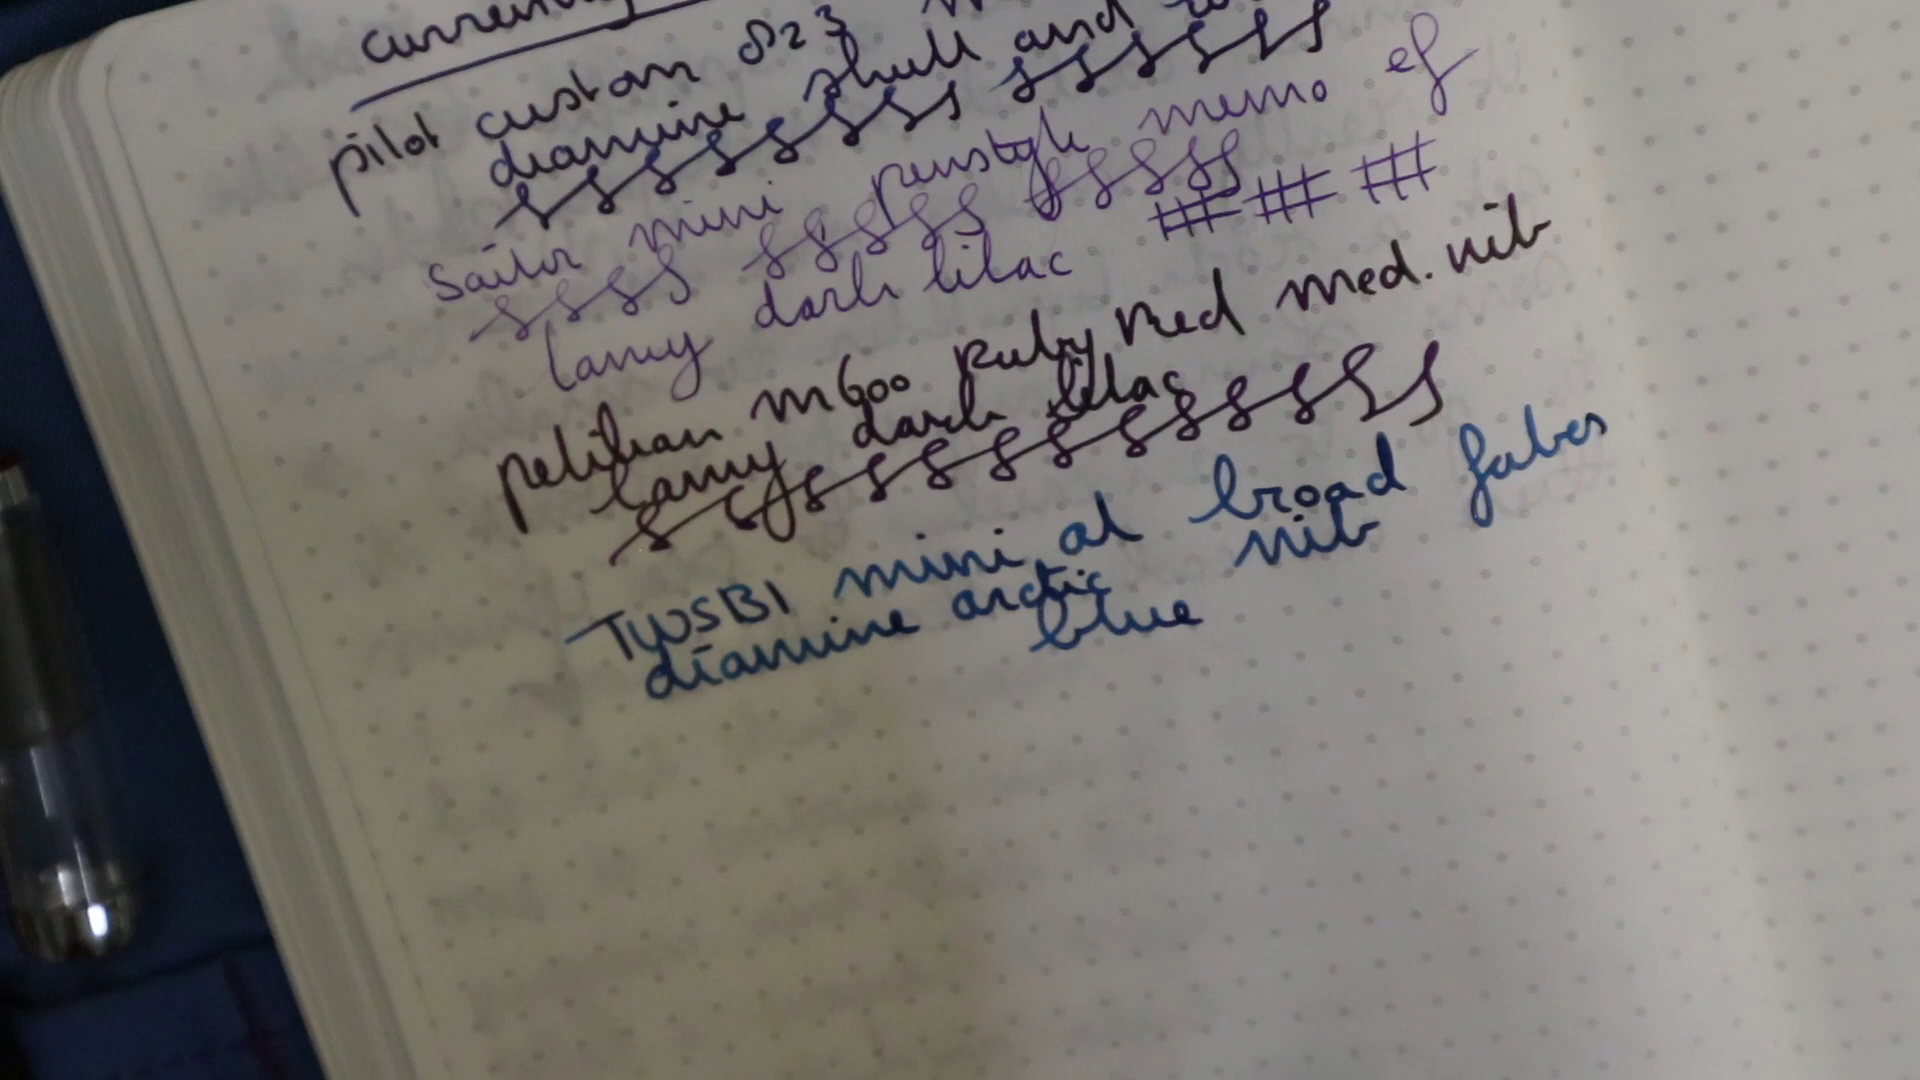 pilot custom 823
diamine skull and
Sailor mini penstyle memo ef
lamy dark lilac
pelikan m600 Ruby Red med. nib
lamy dark lilac
TWSBI mini al broad faber
diamine arctic nib
blue